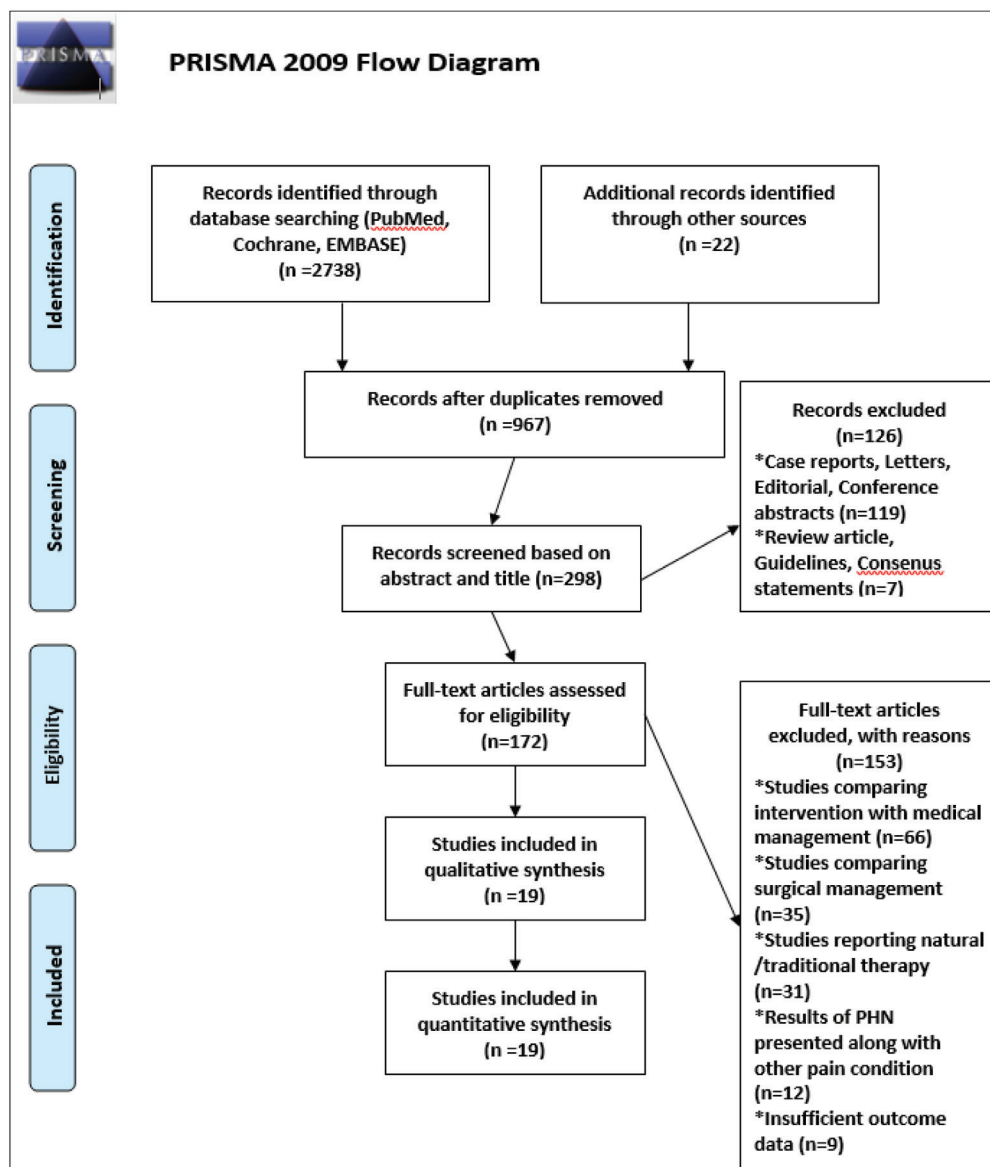 PRISMA
PRISMA 2009 Flow Diagram
Identification
Records identified through
database searching (PubMed,
Cochrane, EMBASE)
(n =2738)
Additional records identified
through other sources
(n =22)
Records after duplicates removed
(n =967)
Screening
Records screened based on
abstract and title (n=298)
Records excluded
(n=126)
*Case reports, Letters,
Editorial, Conference
abstracts (n=119)
*Review article,
Guidelines, Consenus
statements (n=7)
Eligibility
Full-text articles assessed
for eligibility
(n=172)
Full-text articles
excluded, with reasons
(n=153)
*Studies comparing
intervention with medical
management (n=66)
*Studies comparing
surgical management
(n=35)
*Studies reporting natural
/traditional therapy
(n=31)
*Results of PHN
presented along with
other pain condition
(n=12)
*Insufficient outcome
data (n=9)
Studies included in
qualitative synthesis
(n =19)
Included
Studies included in
quantitative synthesis
(n =19)